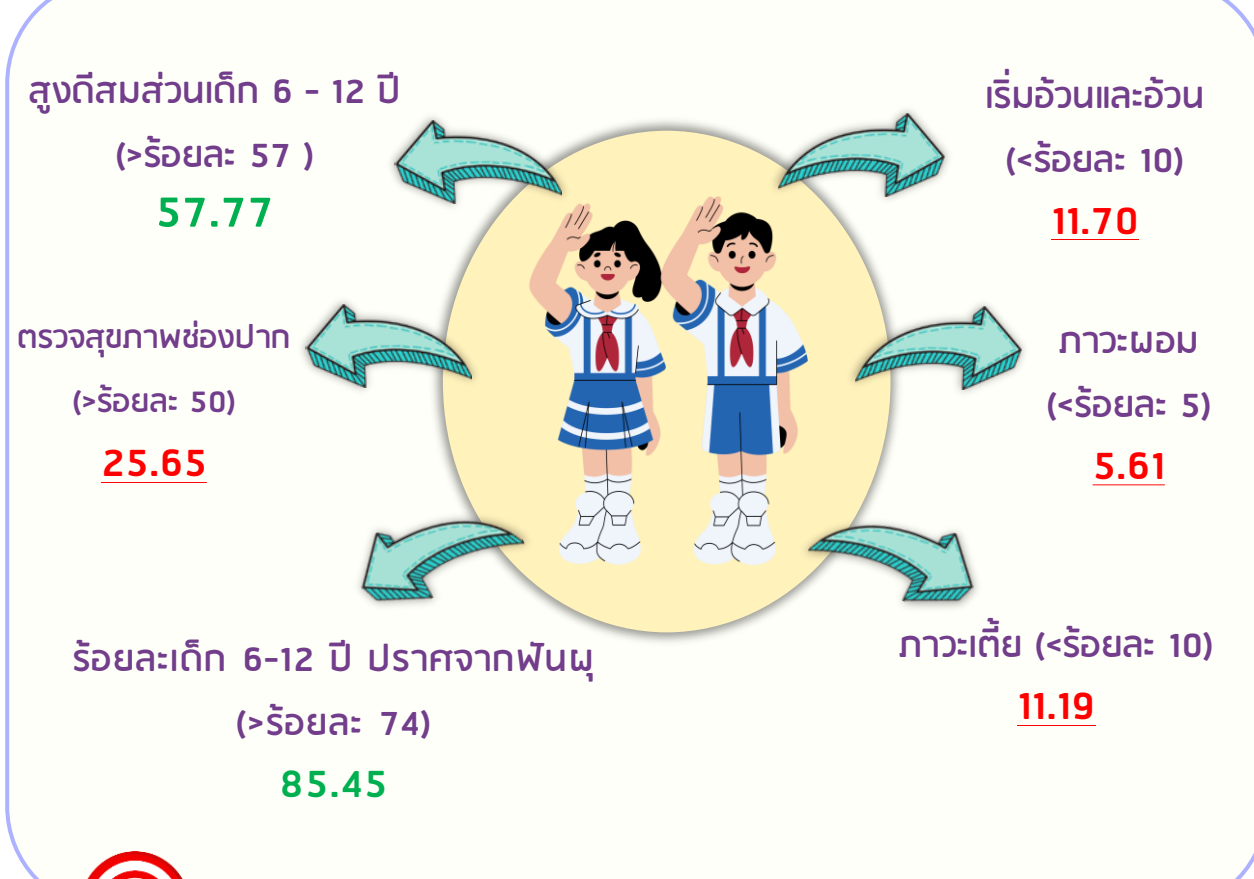 สูงดีสมส่วนเด็ก 6 - 12 ปี
(>ร้อยละ 57 )
57.77
ตรวจสุขภาพช่องปาก
(>ร้อยละ 50)
25.65
ร้อยละเด็ก 6-12 ปี ปราศจากฟันผุ
(>ร้อยละ 74)
85.45
เริ่มอ้วนและอ้วน
(<ร้อยละ 10)
11.70
ภาวะผอม
(<ร้อยละ 5)
5.61
ภาวะเตี้ย (<ร้อยละ 10)
11.19